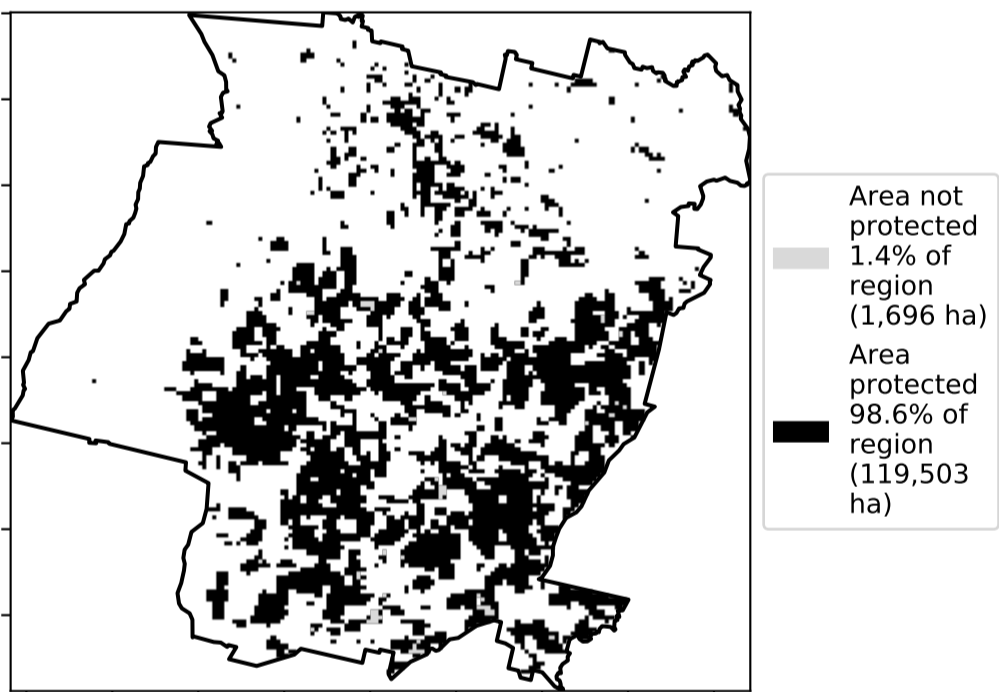 Area not
protected
1.4% of
region
(1,696 ha)
Area
protected
98.6% of
region
(119,503
ha)